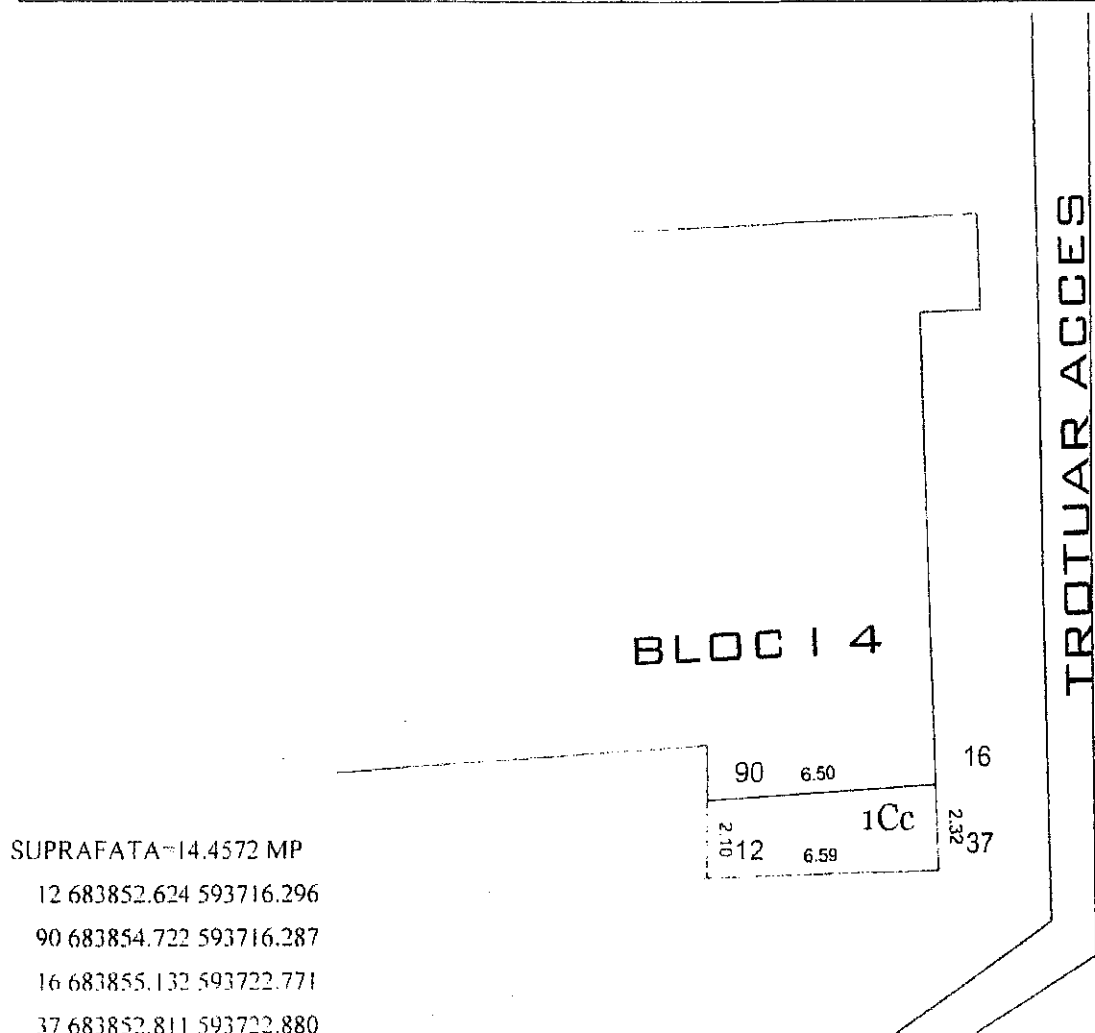 TROTUAR ACCES
BLOC 14
16
90 6.50
1Cc
2.10
2.32
12 6.59
37
SUPRAFATA=14.4572 MP
12 683852.624 593716.296
90 683854.722 593716.287
16 683855.132 593722.771
37 683852.811 593722.880